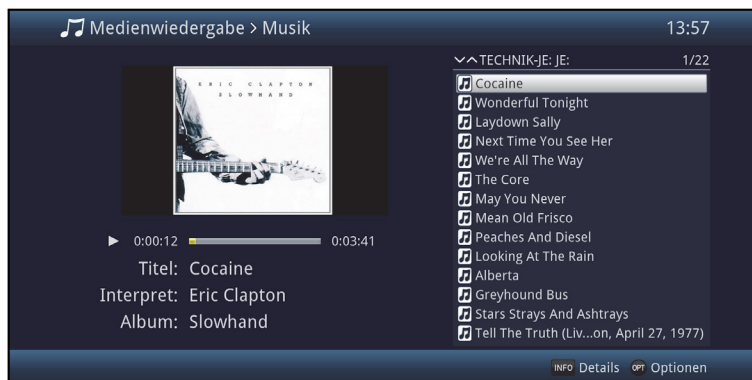 Medienwiedergabe > Musik
13:57
ERIC CLAPTON
SLOWHAND
0:00:12
0:03:41
Titel: Cocaine
Interpret: Eric Clapton
Album: Slowhand
TECHNIK-JE: JE:
1/22
Cocaine
Wonderful Tonight
Laydown Sally
Next Time You See Her
We're All The Way
The Core
May You Never
Mean Old Frisco
Peaches And Diesel
Looking At The Rain
Alberta
Greyhound Bus
Stars Strays And Ashtrays
Tell The Truth (Liv...on, April 27, 1977)
INFO Details OPT Optionen